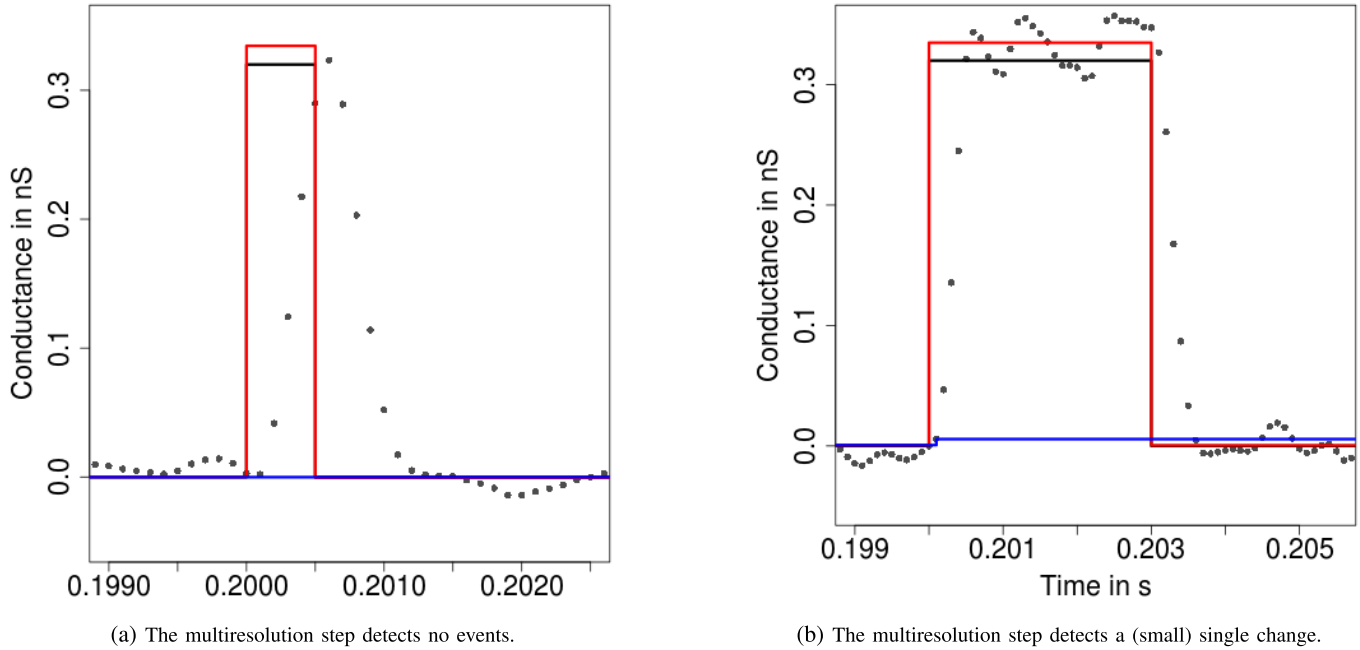 Conductance in nS
0.0 0.1 0.2 0.3
0.1990 0.2000 0.2010 0.2020
(a) The multiresolution step detects no events.
Conductance in nS
0.0 0.1 0.2 0.3
0.199 0.201 0.203 0.205
Time in s
(b) The multiresolution step detects a (small) single change.